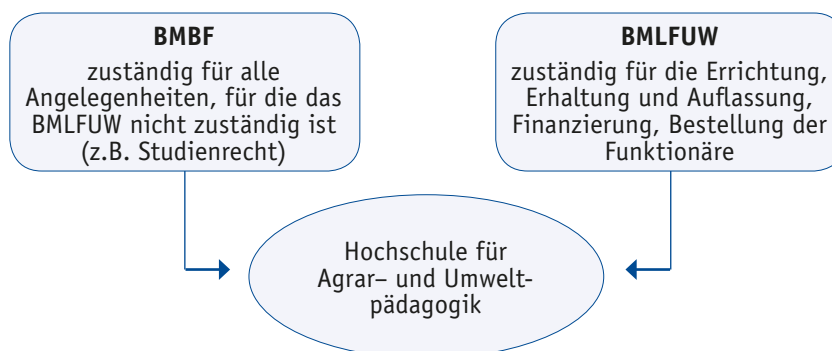 BMBF
zuständig für alle
Angelegenheiten, für die das
BMLFUW nicht zuständig ist
(z.B. Studienrecht)
BMLFUW
zuständig für die Errichtung,
Erhaltung und Auflassung,
Finanzierung, Bestellung der
Funktionäre
Hochschule für
Agrar– und Umwelt-
pädagogik